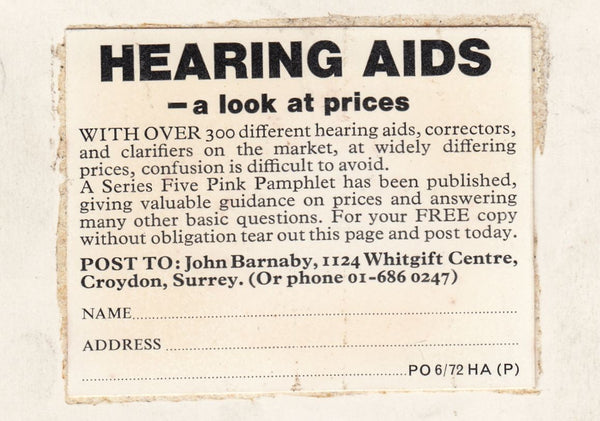 HEARING AIDS
– a look at prices
WITH OVER 300 different hearing aids, correctors,
and clarifiers on the market, at widely differing
prices, confusion is difficult to avoid.
A Series Five Pink Pamphlet has been published,
giving valuable guidance on prices and answering
many other basic questions. For your FREE copy
without obligation tear out this page and post today.
POST TO: John Barnaby, 1124 Whitgift Centre,
Croydon, Surrey. (Or phone 01-686 0247)
NAME
ADDRESS
PO 6/72 HA (P)